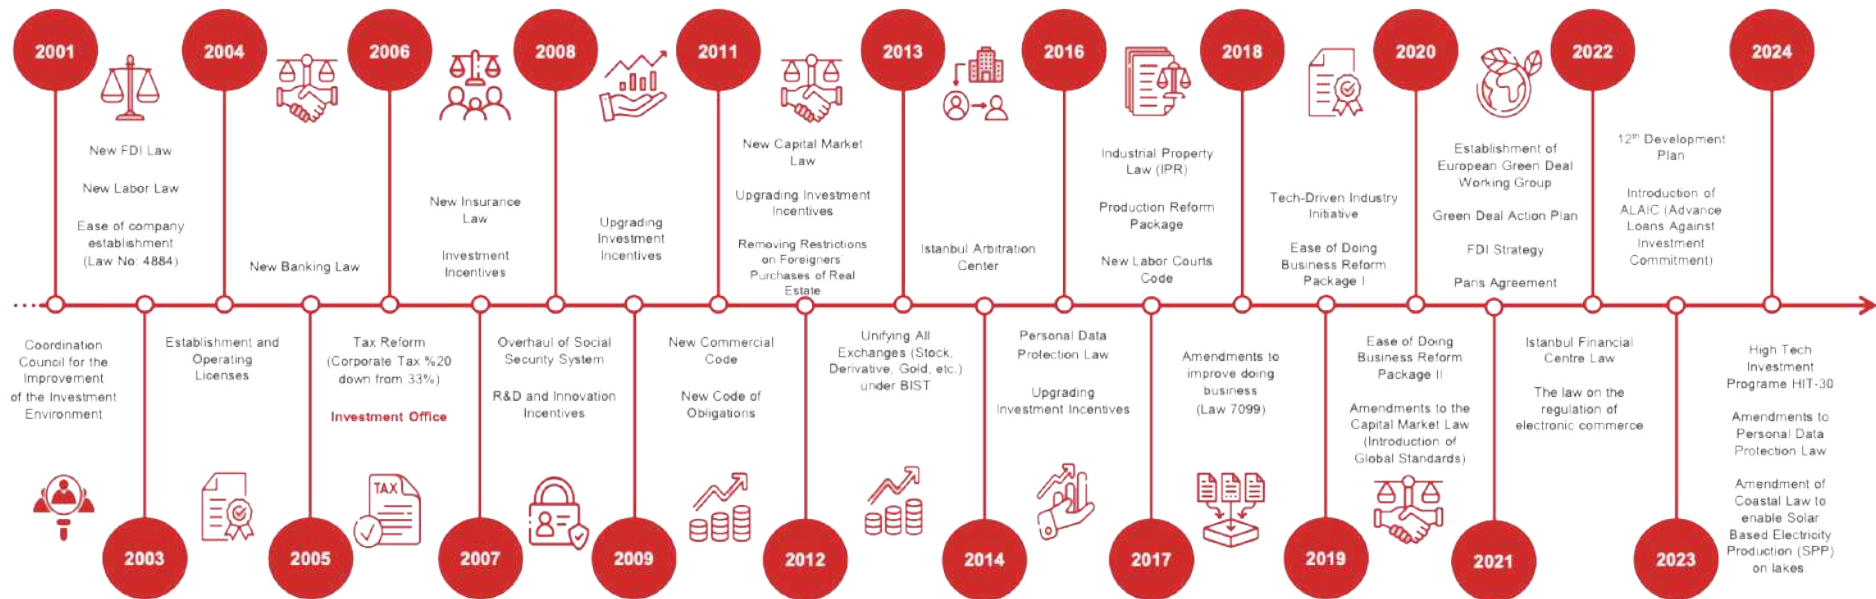 2001
2004
2006
2008
2011
2013
2016
2018
2020
2022
2024
New FDI Law
New Labor Law
Ease of company
establishment
(Law No: 4884)
New Banking Law
New Insurance
Law
Investment
Incentives
Upgrading
Investment
Incentives
New Capital Market
Law
Upgrading Investment
Incentives
Removing Restrictions
on Foreigners'
Purchases of Real
Estate
Istanbul Arbitration
Center
Industrial Property
Law (IPR)
Production Reform
Package
New Labor Courts
Code
Tech-Driven Industry
Initiative
Ease of Doing
Business Reform
Package I
Establishment of
European Green Deal
Working Group
Green Deal Action Plan
FDI Strategy
Paris Agreement
12th Development
Plan
Introduction of
ALAIC (Advance
Loans Against
Investment
Commitment)
Coordination
Council for the
Improvement
of the Investment
Environment
Establishment and
Operating
Licenses
Tax Reform
(Corporate Tax %20
down from 33%)
Investment Office
TAX
Overhaul of Social
Security System
R&D and Innovation
Incentives
New Commercial
Code
New Code of
Obligations
Unifying All
Exchanges (Stock,
Derivative, Gold, etc.)
under BIST
Personal Data
Protection Law
Upgrading
Investment Incentives
Amendments to
improve doing
business
(Law 7099)
Ease of Doing
Business Reform
Package II
Amendments to the
Capital Market Law
(Introduction of
Global Standards)
Istanbul Financial
Centre Law
The law on the
regulation of
electronic commerce
High Tech
Investment
Programe HIT-30
Amendments to
Personal Data
Protection Law
Amendment of
Coastal Law to
enable Solar
Based Electricity
Production (SPP)
on lakes.
2003
2005
2007
2009
2012
2014
2017
2019
2021
2023